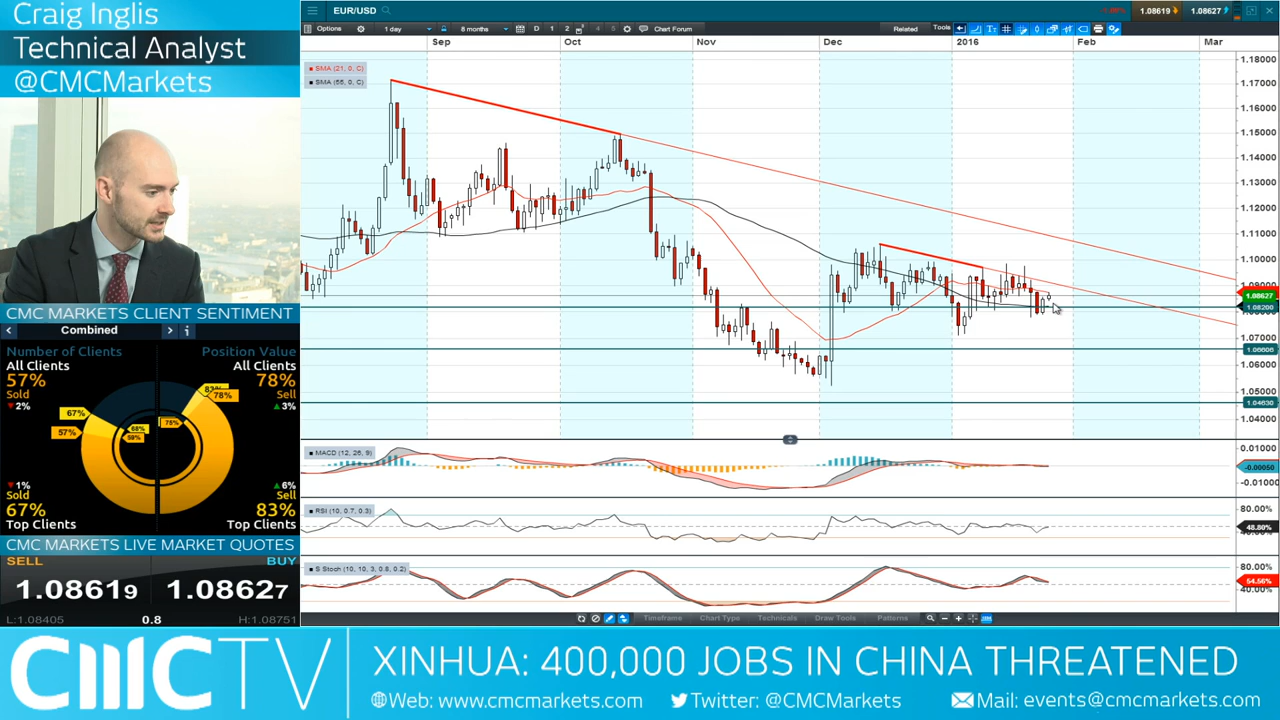 Craig Inglis
Technical Analyst
@CMCMarkets
CMC MARKETS CLIENT SENTIMENT
Combined
Number of Clients
Position Value
All Clients
All Clients
57%
78%
Sold
Sell
2%
3%
67%
57%
68%
59%
75%
78%
1%
6%
Sold
Sell
67%
83%
Top Clients
Top Clients
CMC MARKETS LIVE MARKET QUOTES
SELL
BUY
1.08619
1.08627
L:1.08405
0.8
H:1.08751
EUR/USD
1.08619
1.08627
Options
1 day
8 months
D
1
2
Chart Forum
Related
Tools
Sep
Oct
Nov
Dec
2016
Feb
Mar
SMA (21, 0, C)
SMA (55, 0, C)
1.18000
1.17000
1.16000
1.15000
1.14000
1.13000
1.12000
1.11000
1.10000
1.09000
1.08627
1.08200
1.06000
1.05000
1.04630
1.04000
MACD (12, 26, 9)
0.01000
-0.00050
-0.01000
RSI (10, 0.7, 0.3)
80.00%
48.80%
S Stoch (10, 10, 3, 0.8, 0.2)
80.00%
54.56%
40.00%
Timeframe
Chart Type
Technicals
Draw Tools
Patterns
CMC TV
XINHUA: 400,000 JOBS IN CHINA THREATENED
Web: www.cmcmarkets.com
Twitter: @CMCMarkets
Mail: events@cmcmarkets.com